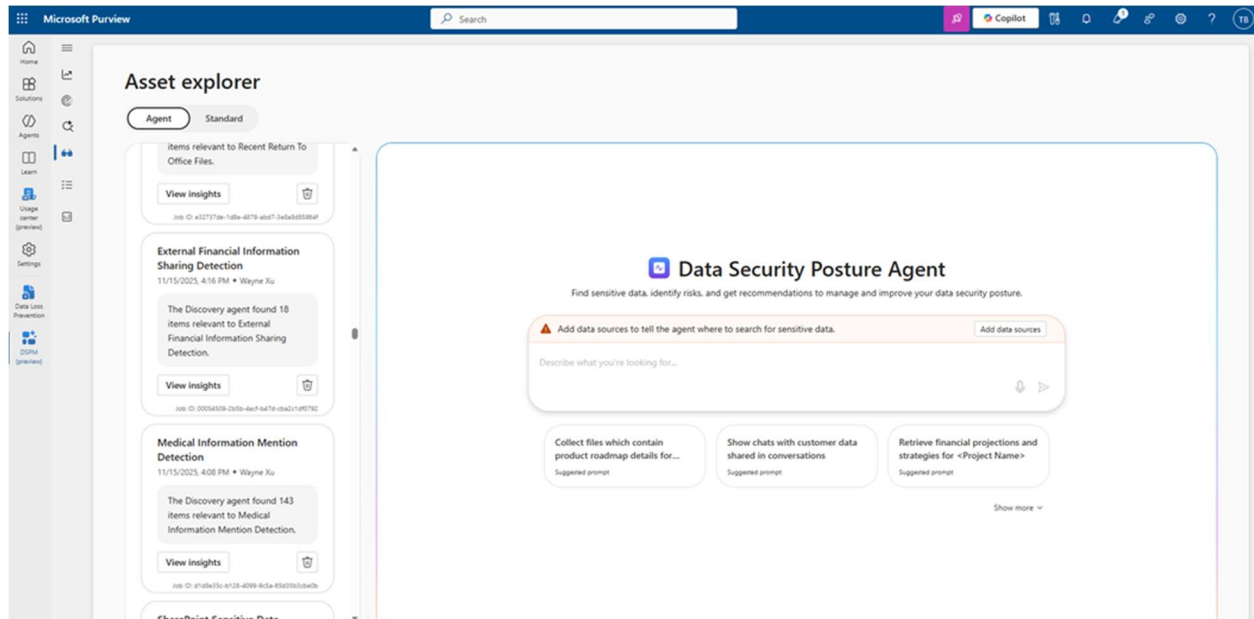 Microsoft Purview
Search
Copilot
1
?
TB
Home
Solutions
Agents
Learn
Usage
center
(preview)
Settings
Data Loss
Prevention
DSPM
(preview)
Asset explorer
Agent
Standard
items relevant to Recent Return To
Office Files.
View insights
External Financial Information
Sharing Detection
11/15/2025, 4:16 PM • Wayne Xu
The Discovery agent found 18
items relevant to External
Financial Information Sharing
Detection.
View insights
Medical Information Mention
Detection
11/15/2025, 4:08 PM • Wayne Xu
The Discovery agent found 143
items relevant to Medical
Information Mention Detection.
View insights
SharePoint Sensitive Data
Data Security Posture Agent
Find sensitive data, identify risks, and get recommendations to manage and improve your data security posture.
Add data sources to tell the agent where to search for sensitive data.
Add data sources
Describe what you're looking for...
Collect files which contain
product roadmap details for...
Suggested prompt
Show chats with customer data
shared in conversations
Suggested prompt
Retrieve financial projections and
strategies for <Project Name>
Suggested prompt
Show more